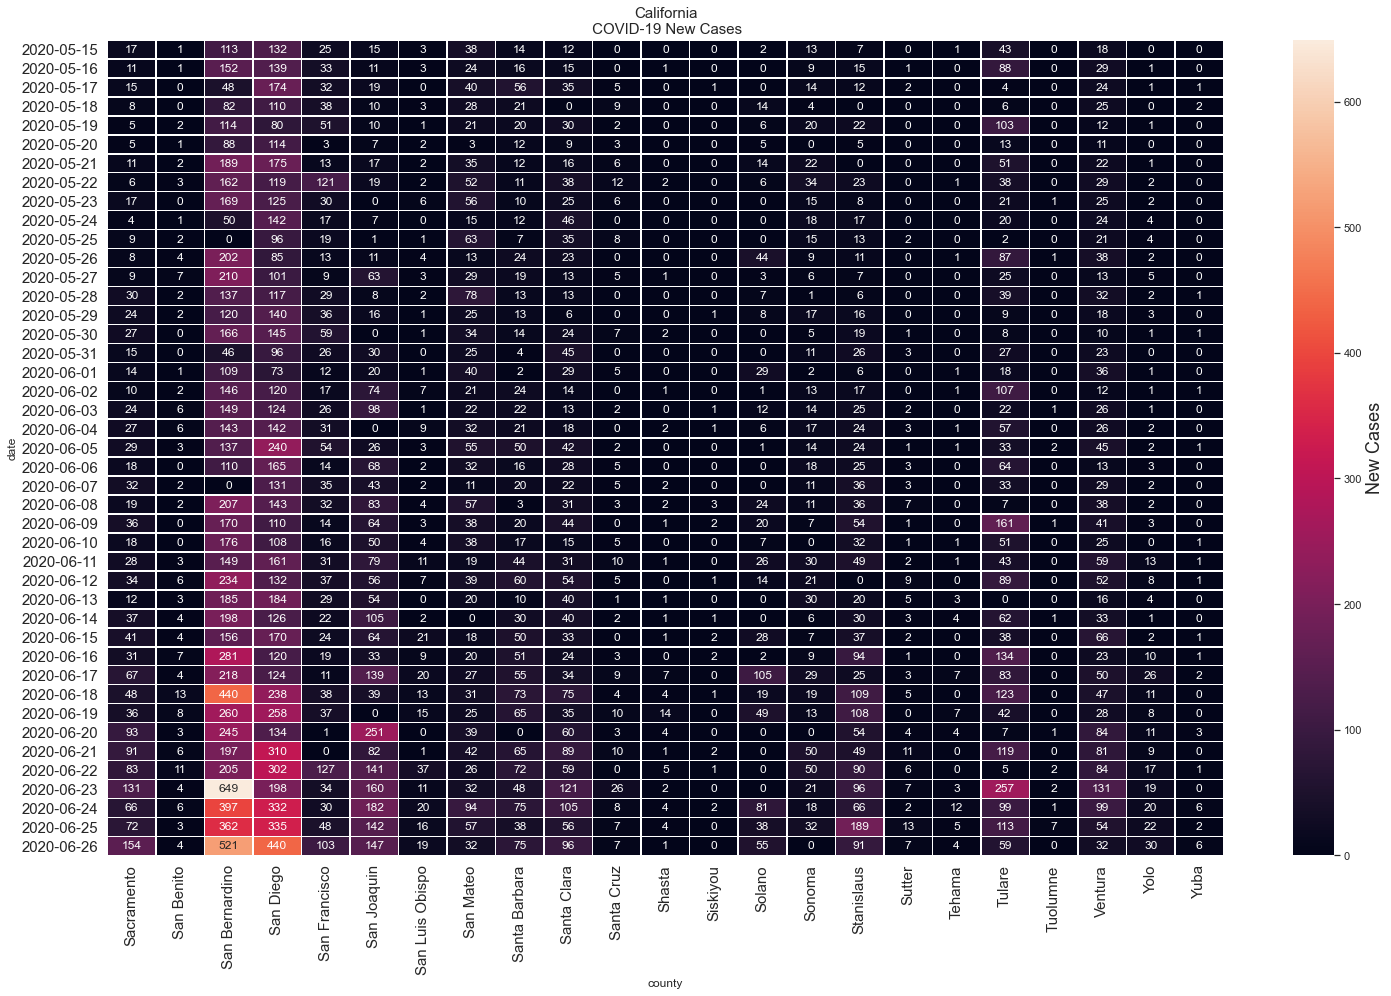 California
COVID-19 New Cases
2020-05-15 17 1 113 132 25 15 3 38 14 12 0 0 0 2 13 7 0 1 43 0 18 0 0
2020-05-16 11 1 152 139 33 11 3 24 16 15 0 1 0 0 9 15 1 0 88 0 29 1 0
2020-05-17 15 0 48 174 32 19 0 40 56 35 5 0 1 0 14 12 2 0 4 0 24 1 1
2020-05-18 8 0 82 110 38 10 3 28 21 0 9 0 0 14 4 0 0 0 6 0 25 0 2
2020-05-19 5 2 114 80 51 10 1 21 20 30 2 0 0 6 20 22 0 0 103 0 12 1 0
2020-05-20 5 1 88 114 3 7 2 3 12 9 3 0 0 5 0 5 0 0 13 0 11 0 0
2020-05-21 11 2 189 175 13 17 2 35 12 16 6 0 0 14 22 0 0 0 51 0 22 1 0
2020-05-22 6 3 162 119 121 19 2 52 11 38 12 2 0 6 34 23 0 1 38 0 29 2 0
2020-05-23 17 0 169 125 30 0 6 56 10 25 6 0 0 0 15 8 0 0 21 1 25 2 0
2020-05-24 4 1 50 142 17 7 0 15 12 46 0 0 0 0 18 17 0 0 20 0 24 4 0
2020-05-25 9 2 0 96 19 1 1 63 7 35 8 0 0 0 15 13 2 0 2 0 21 4 0
2020-05-26 8 4 202 85 13 11 4 13 24 23 0 0 0 44 9 11 0 1 87 1 38 2 0
2020-05-27 9 7 210 101 9 63 3 29 19 13 5 1 0 3 6 7 0 0 25 0 13 5 0
2020-05-28 30 2 137 117 29 8 2 78 13 13 0 0 0 7 1 6 0 0 39 0 32 2 1
2020-05-29 24 2 120 140 36 16 1 25 13 6 0 0 1 8 17 16 0 0 9 0 18 3 0
2020-05-30 27 0 166 145 59 0 1 34 14 24 7 2 0 0 5 19 1 0 8 0 10 1 1
2020-05-31 15 0 46 96 26 30 0 25 4 45 0 0 0 0 11 26 3 0 27 0 23 0 0
2020-06-01 14 1 109 73 12 20 1 40 2 29 5 0 0 29 2 6 0 1 18 0 36 1 0
2020-06-02 10 2 146 120 17 74 7 21 24 14 0 1 0 1 13 15 0 1 107 0 12 1 1
2020-06-03 24 6 149 124 26 98 1 22 22 13 2 0 1 12 14 25 2 0 22 1 26 1 0
2020-06-04 27 6 143 142 31 0 9 32 21 18 0 2 1 6 17 24 3 1 57 0 26 2 0
2020-06-05 29 3 137 240 54 26 3 55 50 42 2 0 0 1 14 24 1 1 33 2 45 2 1
2020-06-06 18 0 110 165 14 68 2 32 16 28 5 0 0 0 18 25 3 0 64 0 13 3 0
2020-06-07 32 2 0 131 35 43 2 11 20 22 5 2 0 0 11 36 3 0 33 0 29 2 0
2020-06-08 19 2 207 143 32 83 4 57 3 31 3 2 3 24 11 36 7 0 7 0 38 2 0
2020-06-09 36 0 170 110 14 64 3 38 20 44 0 1 2 20 7 54 1 0 161 1 41 3 0
2020-06-10 18 0 176 108 16 50 4 38 17 15 5 0 0 7 0 32 1 1 51 0 25 0 1
2020-06-11 28 3 149 161 31 79 11 19 44 31 10 1 0 26 30 49 2 1 43 0 59 13 1
2020-06-12 34 6 234 132 37 56 7 39 60 54 5 0 1 14 21 0 9 0 89 0 52 8 1
2020-06-13 12 3 185 184 29 54 0 20 10 40 1 1 0 0 30 20 5 3 0 0 16 4 0
2020-06-14 37 4 198 126 22 105 2 0 30 40 2 1 1 0 6 30 3 4 62 1 33 1 0
2020-06-15 41 4 156 170 24 64 21 18 50 33 0 1 2 28 7 37 2 0 38 0 66 2 1
2020-06-16 31 7 281 120 19 33 9 20 51 24 3 0 2 2 9 94 1 0 134 0 23 10 1
2020-06-17 67 4 218 124 11 139 20 27 55 34 9 7 0 105 29 25 3 7 83 0 50 26 2
2020-06-18 48 13 440 238 38 39 13 31 73 75 4 4 1 19 19 109 5 0 123 0 47 11 0
2020-06-19 36 8 260 258 37 0 15 25 65 35 10 14 0 49 13 108 0 7 42 0 28 8 0
2020-06-20 93 3 245 134 1 251 0 39 0 60 3 4 0 0 0 54 4 4 7 1 84 11 3
2020-06-21 91 6 197 310 0 82 1 42 65 89 10 1 2 0 50 49 11 0 119 0 81 9 0
2020-06-22 83 11 205 302 127 141 37 26 72 59 0 5 1 0 50 90 6 0 5 2 84 17 1
2020-06-23 131 4 649 198 34 160 11 32 48 121 26 2 0 0 21 96 7 3 257 2 131 19 0
2020-06-24 66 6 397 332 30 182 20 94 75 105 8 4 2 81 18 66 2 12 99 1 99 20 6
2020-06-25 72 3 362 335 48 142 16 57 38 56 7 4 0 38 32 189 13 5 113 7 54 22 2
2020-06-26 154 4 521 440 103 147 19 32 75 96 7 1 0 55 0 91 7 4 59 0 32 30 6
Sacramento San Benito San Bernardino San Diego San Francisco San Joaquin San Luis Obispo San Mateo Santa Barbara Santa Clara Santa Cruz Shasta Siskiyou Solano Sonoma Stanislaus Sutter Tehama Tulare Tuolumne Ventura Yolo Yuba
county
date
600
500
400
300
200
100
0
New Cases